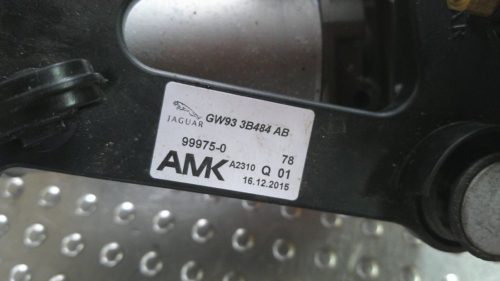 JAGUAR GW93 3B484 AB
99975-0 78
AMK A2310 Q 01
16.12.2015